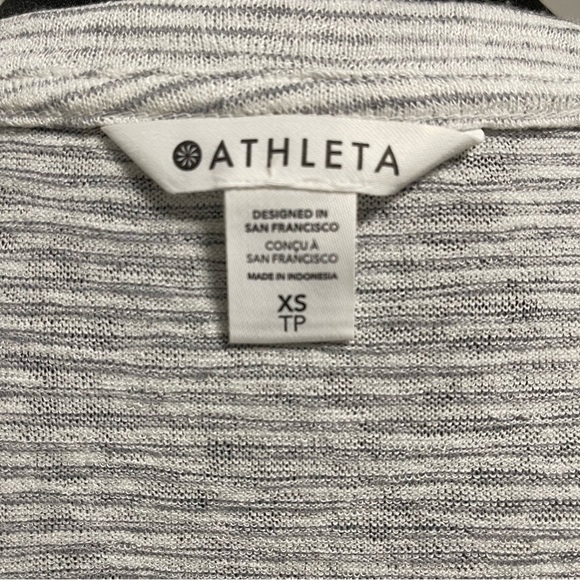 ATHLETA
DESIGNED IN
SAN FRANCISCO
CONÇU À
SAN FRANCISCO
MADE IN INDONESIA
XS
TP